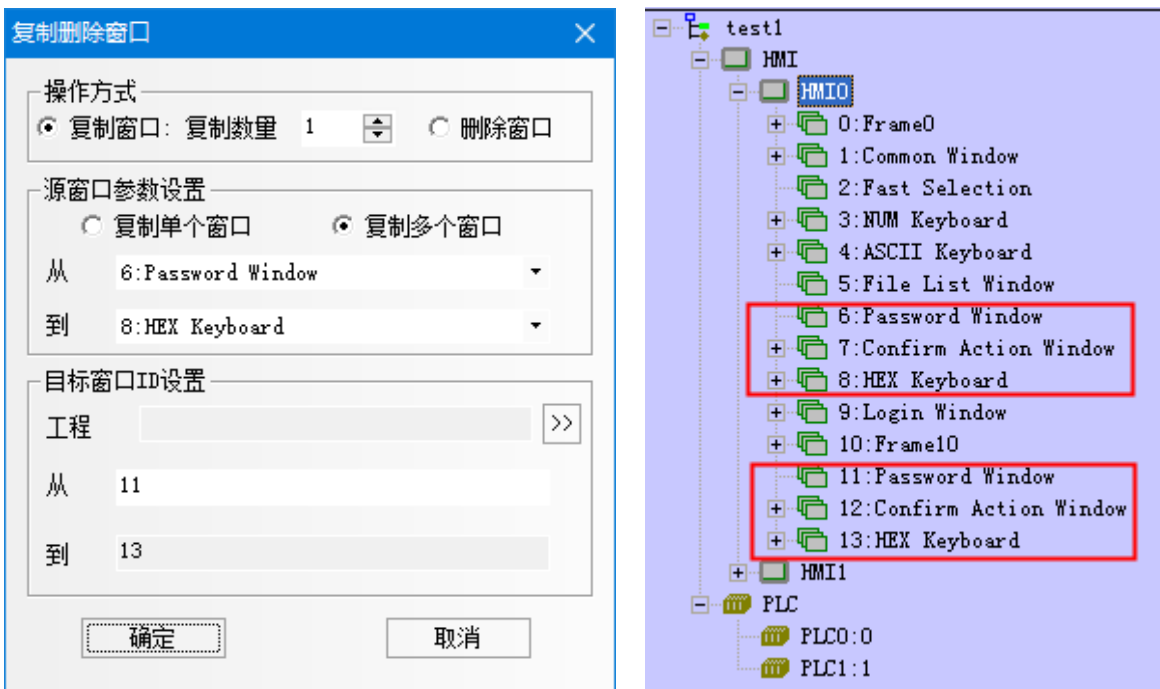 复制删除窗口
操作方式
复制窗口: 复制数量 1 删除窗口
源窗口参数设置
复制单个窗口 复制多个窗口
从 6:Password Window
到 8:HEX Keyboard
目标窗口ID设置
工程 >>
从 11
到 13
确定 取消
test1
HMI
HMI0
0:Frame0
1:Common Window
2:Fast Selection
3:NUM Keyboard
4:ASCII Keyboard
5:File List Window
6:Password Window
7:Confirm Action Window
8:HEX Keyboard
9:Login Window
10:Frame10
11:Password Window
12:Confirm Action Window
13:HEX Keyboard
HMI1
PLC
PLC0:0
PLC1:1